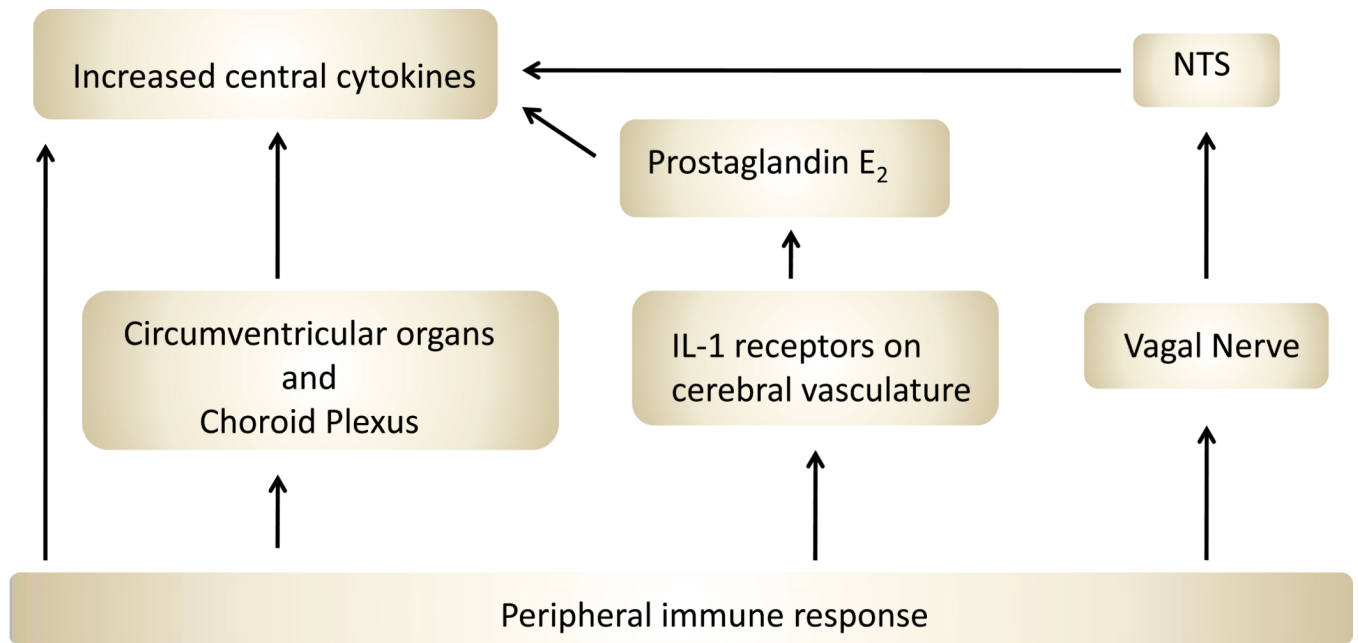 Increased central cytokines
NTS
Prostaglandin E₂
Circumventricular organs
and
Choroid Plexus
IL-1 receptors on
cerebral vasculature
Vagal Nerve
Peripheral immune response